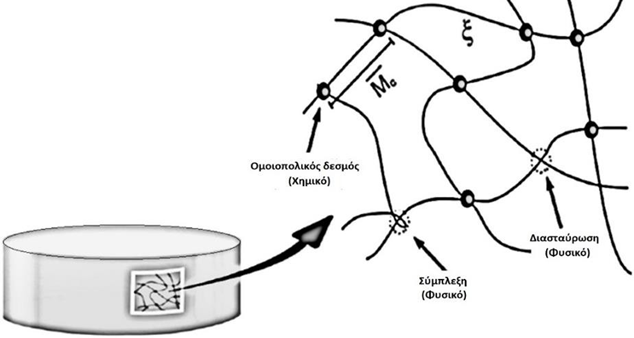 ξ
M̅c
Ομοιοπολικός δεσμός
(Χημικό)
Διασταύρωση
(Φυσικό)
Σύμπλεξη
(Φυσικό)